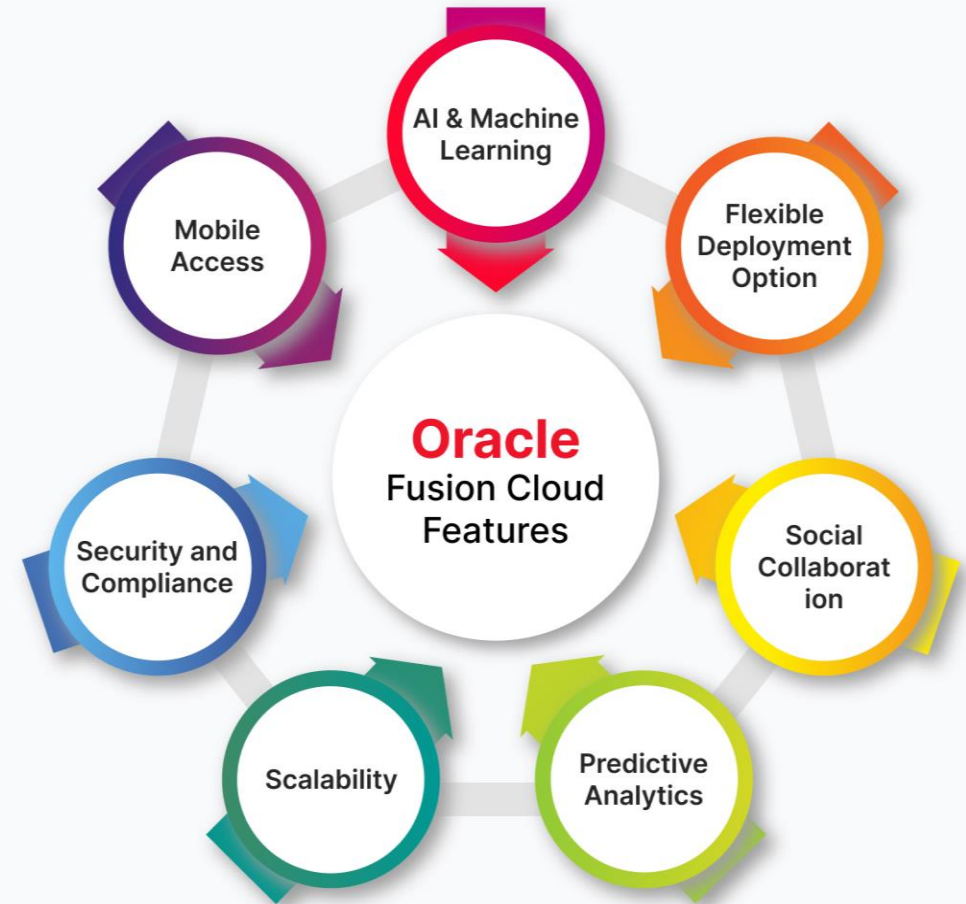 AI & Machine
Learning
Mobile
Access
Flexible
Deployment
Option
Oracle
Fusion Cloud
Features
Security and
Compliance
Social
Collaborat
ion
Scalability
Predictive
Analytics